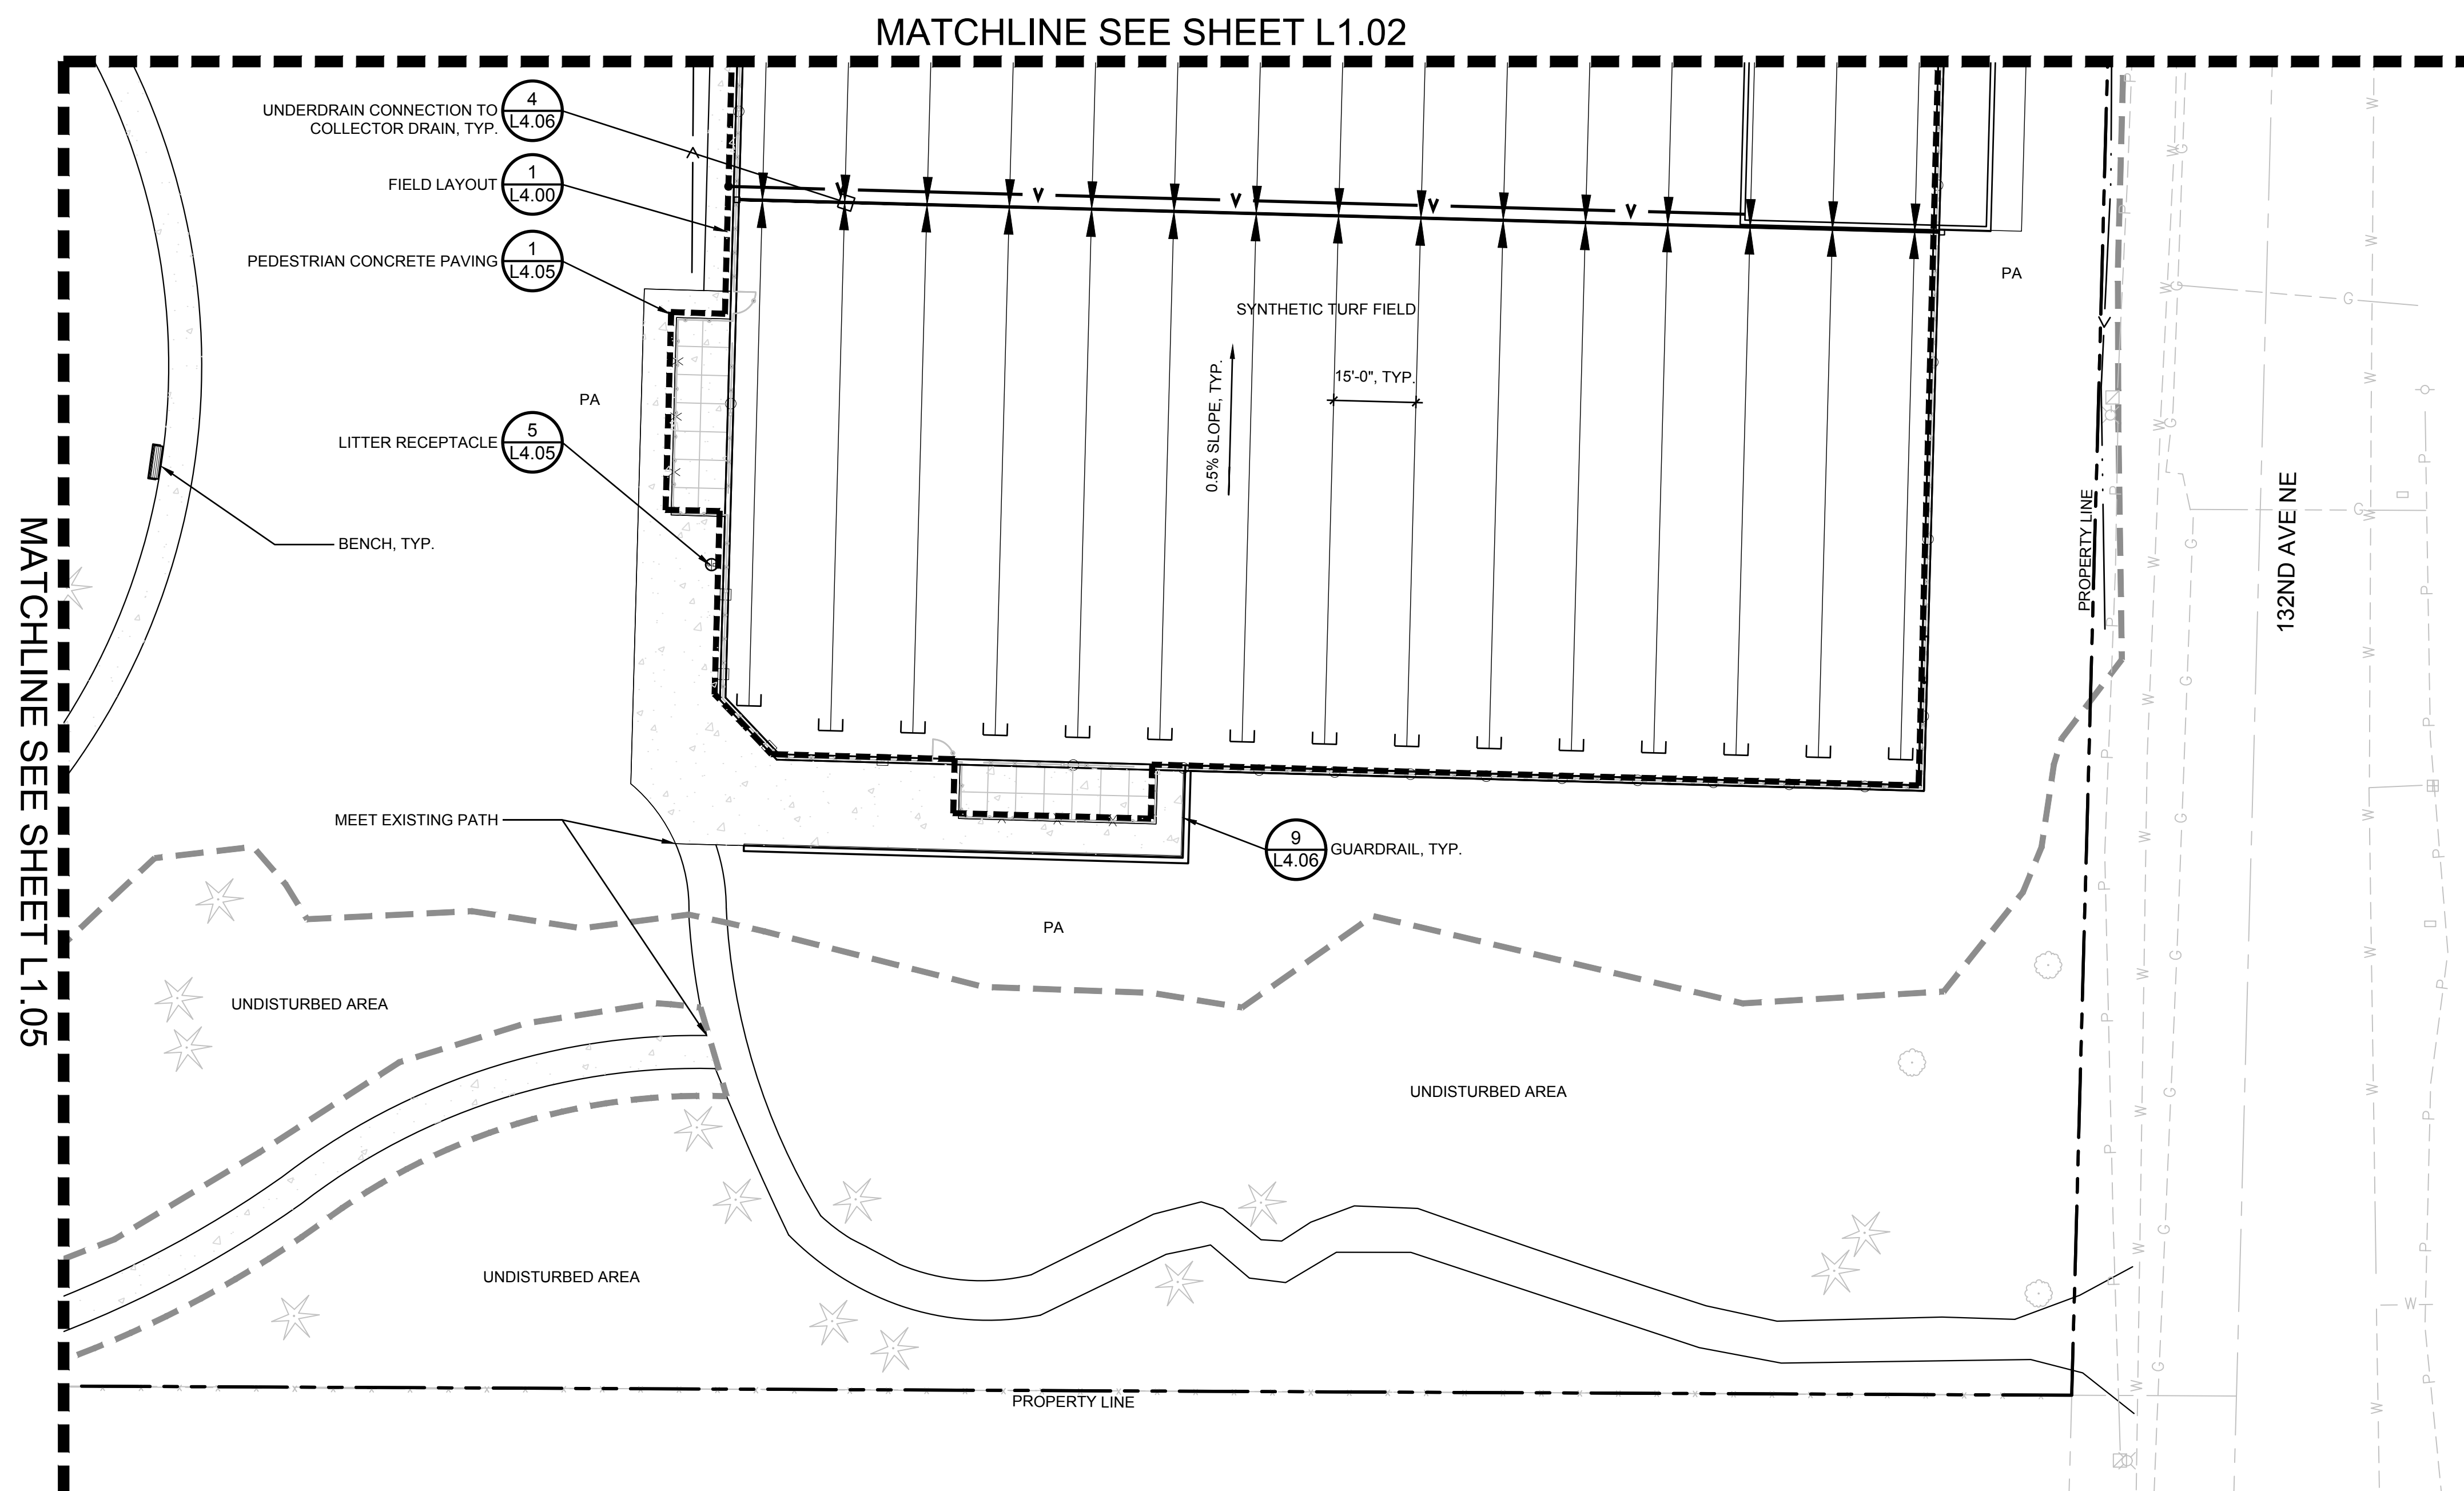 MATCHLINE SEE SHEET L1.02
UNDERDRAIN CONNECTION TO
COLLECTOR DRAIN, TYP.
4
L4.06
FIELD LAYOUT
1
L4.00
PEDESTRIAN CONCRETE PAVING
1
L4.05
PA
SYNTHETIC TURF FIELD
0.5% SLOPE, TYP.
15'-0", TYP.
PA
LITTER RECEPTACLE
5
L4.05
BENCH, TYP.
PROPERTY LINE
132ND AVE NE
MATCHLINE SEE SHEET L1.05
MEET EXISTING PATH
9
L4.06
GUARDRAIL, TYP.
PA
UNDISTURBED AREA
UNDISTURBED AREA
UNDISTURBED AREA
PROPERTY LINE